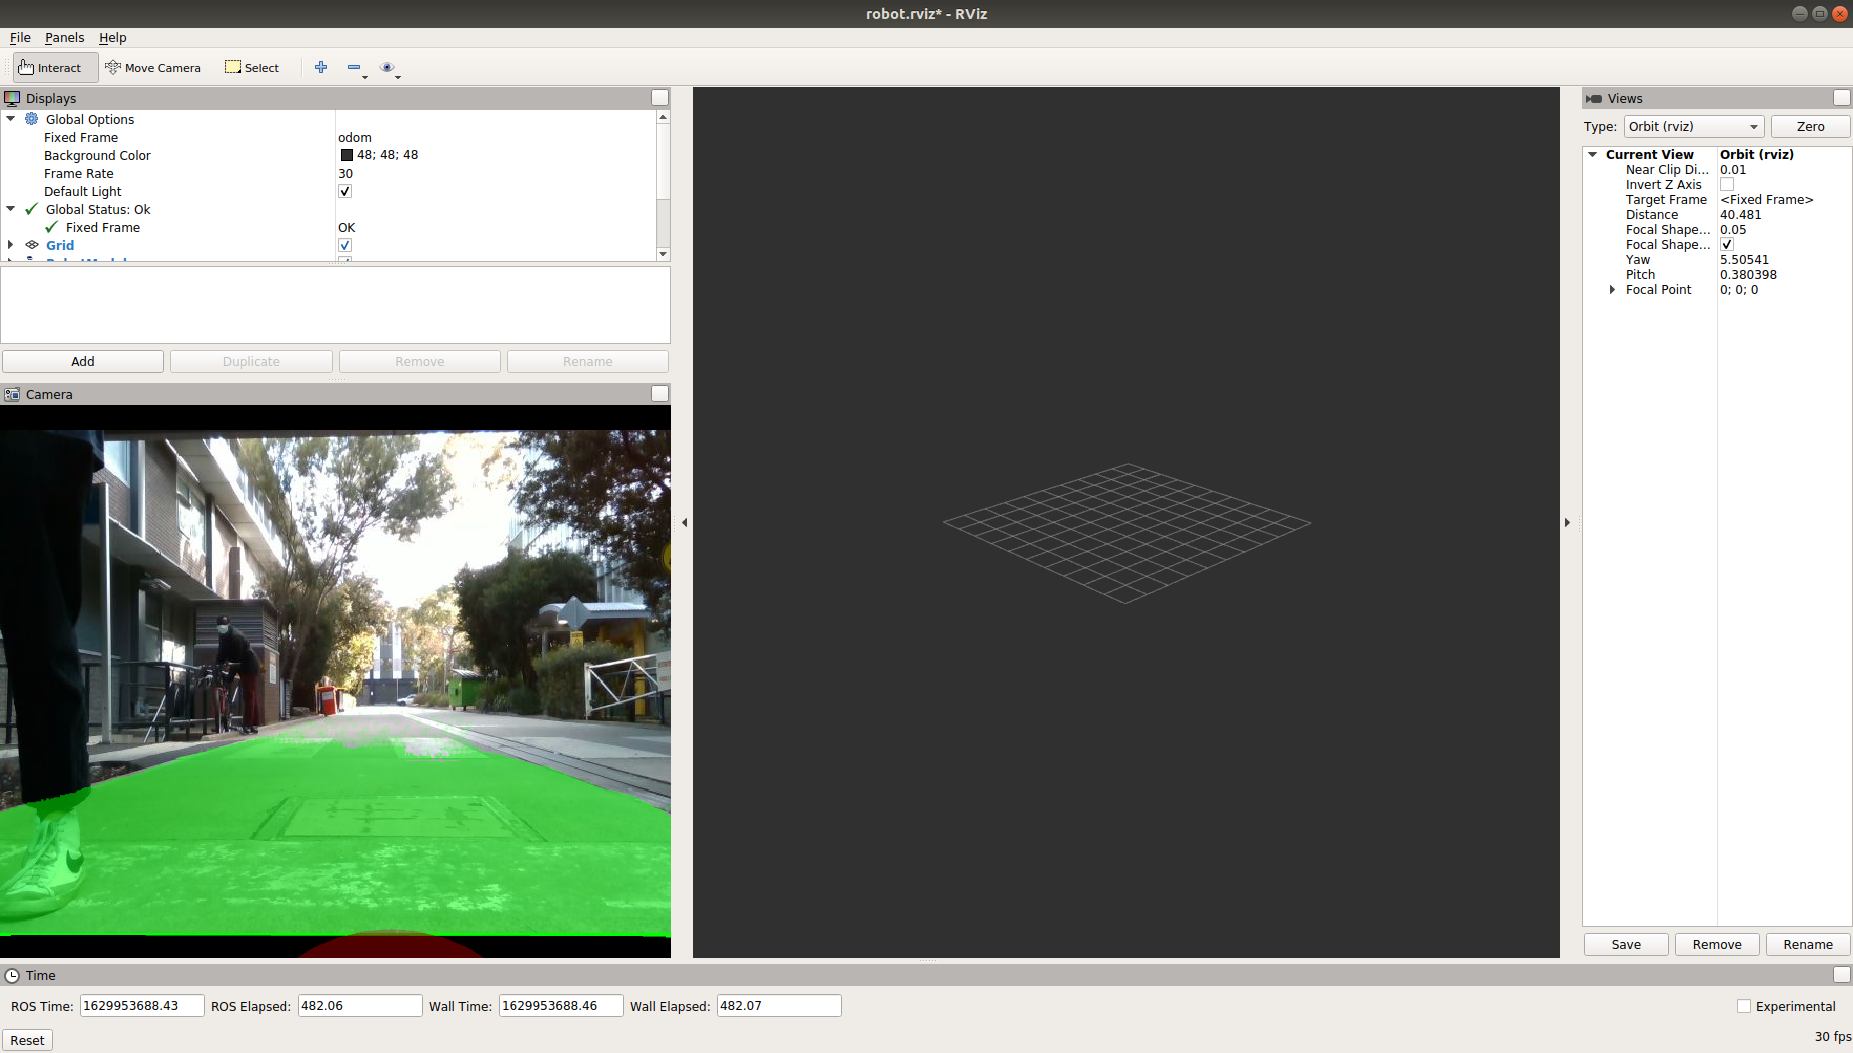 robot.rviz* - RViz
File Panels Help
Interact Move Camera Select
Displays
Global Options
Fixed Frame odom
Background Color 48; 48; 48
Frame Rate 30
Default Light
Global Status: Ok
Fixed Frame OK
Grid
Add Duplicate Remove Rename
Camera
Views
Type: Orbit (rviz) Zero
Current View Orbit (rviz)
Near Clip Di... 0.01
Invert Z Axis
Target Frame <Fixed Frame>
Distance 40.481
Focal Shape... 0.05
Focal Shape...
Yaw 5.50541
Pitch 0.380398
Focal Point 0; 0; 0
Save Remove Rename
Time
ROS Time: 1629953688.43 ROS Elapsed: 482.06 Wall Time: 1629953688.46 Wall Elapsed: 482.07 Experimental
Reset 30 fps